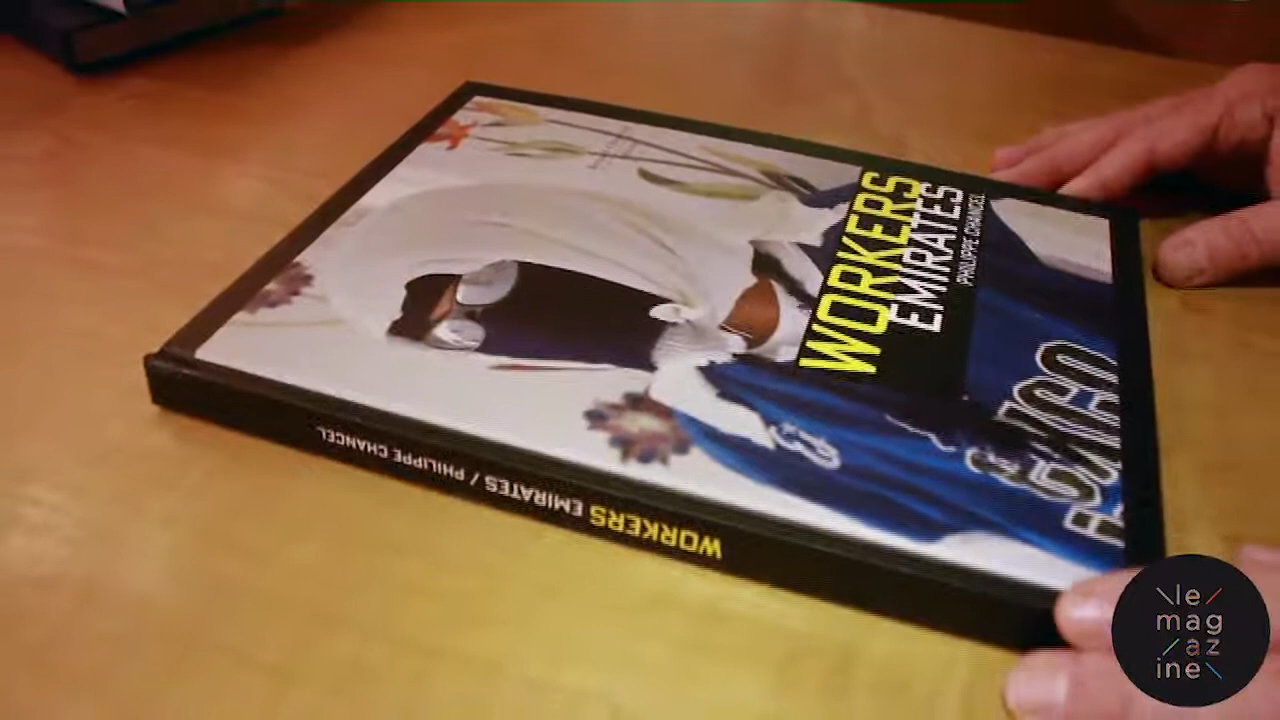 WORKERS
EMIRATES
PHILIPPE CHANCEL
WORKERS EMIRATES / PHILIPPE CHANCEL
\le/
mag
/az
ine\